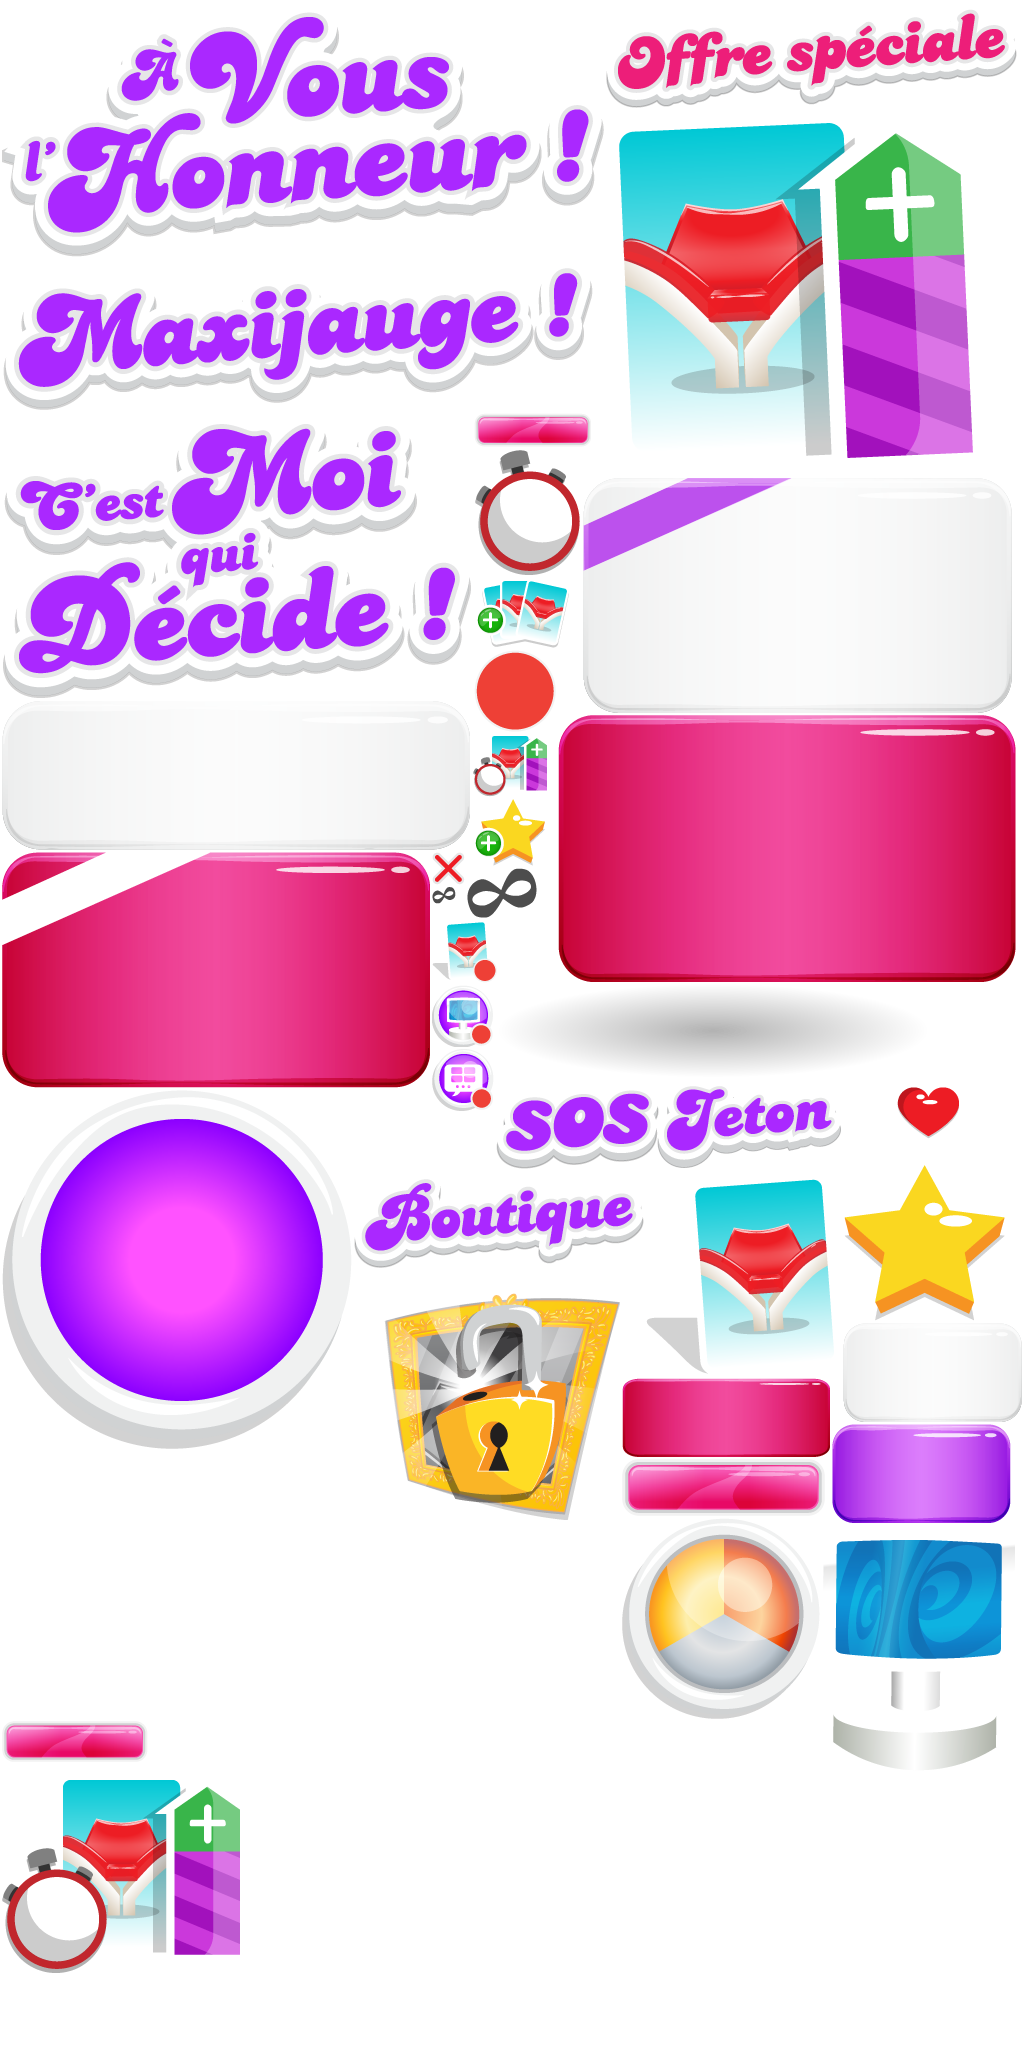 À Vous
l'Honneur !
Offre spéciale
Maxijauge !
C'est Moi
qui
Décide !
SOS Jeton
Boutique